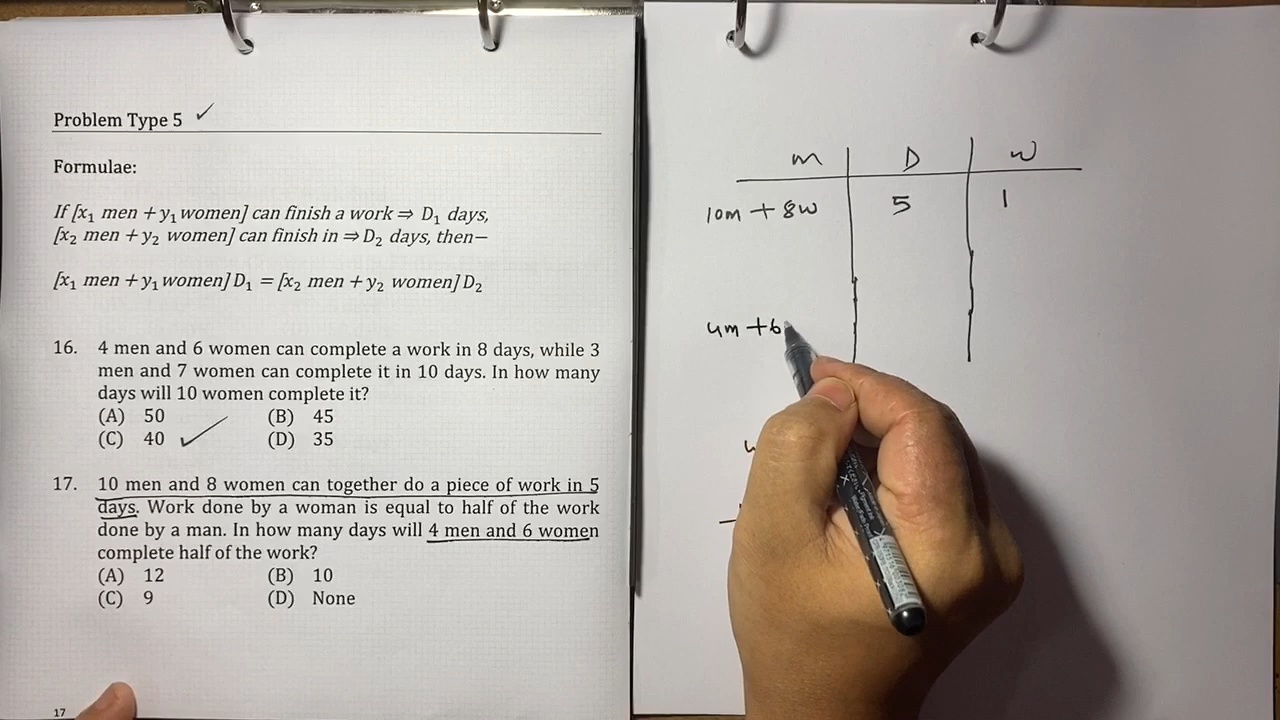 Problem Type 5 ✓
Formulae:
If [x₁ men + y₁ women] can finish a work ⇒ D₁ days,
[x₂ men + y₂ women] can finish in ⇒ D₂ days, then—
[x₁ men + y₁ women] D₁ = [x₂ men + y₂ women] D₂
16. 4 men and 6 women can complete a work in 8 days, while 3
men and 7 women can complete it in 10 days. In how many
days will 10 women complete it?
(A) 50 (B) 45
(C) 40 ✓ (D) 35
17. 10 men and 8 women can together do a piece of work in 5
days. Work done by a woman is equal to half of the work
done by a man. In how many days will 4 men and 6 women
complete half of the work?
(A) 12 (B) 10
(C) 9 (D) None
17
m D W
10m + 8w 5 1
4m + 6